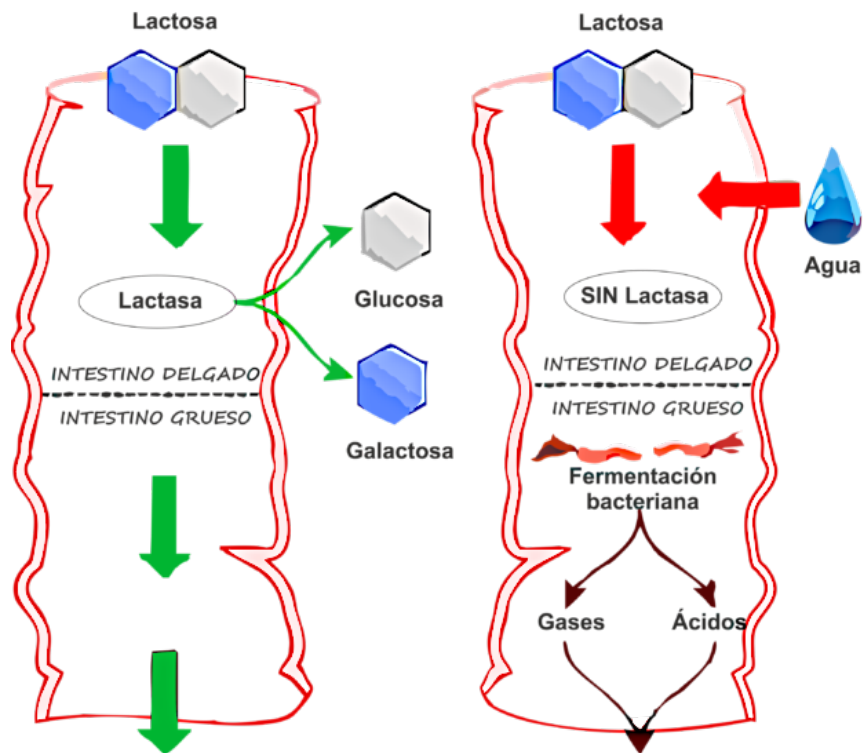 Lactosa
Lactasa
Glucosa
Galactosa
INTESTINO DELGADO
INTESTINO GRUESO
Lactosa
Agua
SIN Lactasa
INTESTINO DELGADO
INTESTINO GRUESO
Fermentación
bacteriana
Gases
Ácidos